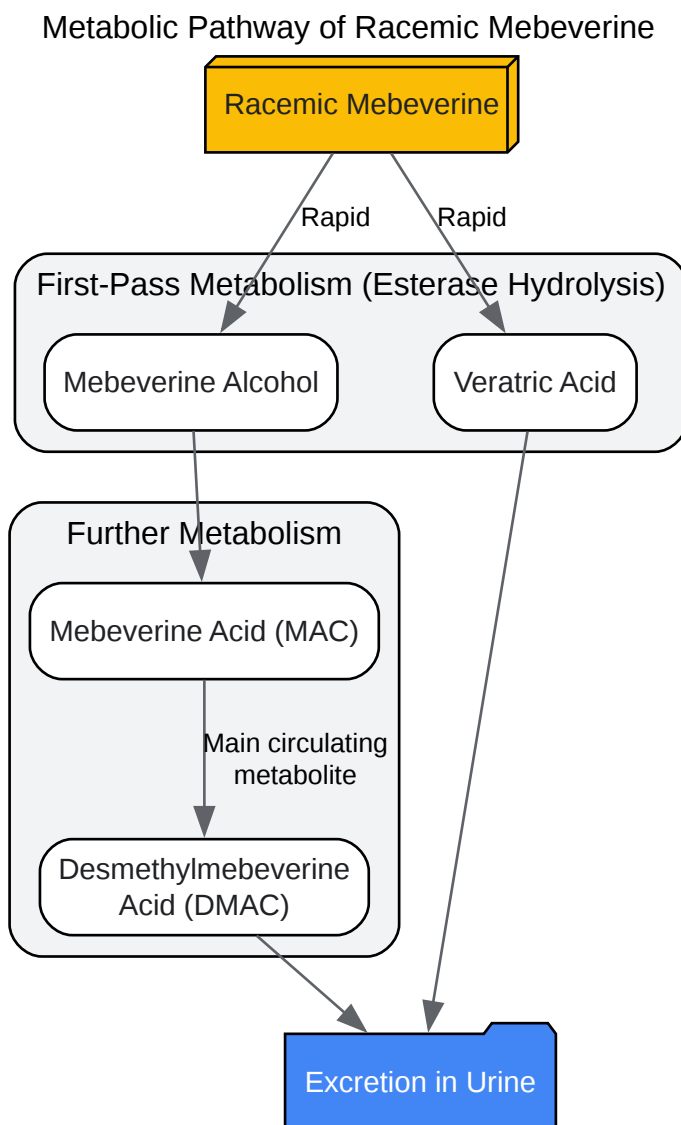 Metabolic Pathway of Racemic Mebeverine
Racemic Mebeverine
Rapid
Rapid
First-Pass Metabolism (Esterase Hydrolysis)
Mebeverine Alcohol
Veratric Acid
Further Metabolism
Mebeverine Acid (MAC)
Main circulating
metabolite
Desmethylmebeverine
Acid (DMAC)
Excretion in Urine